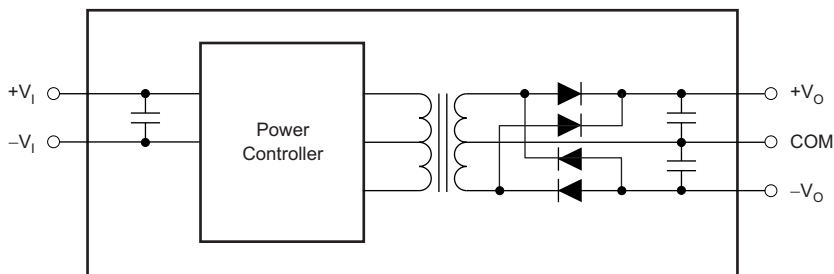 +V_I
−V_I
Power
Controller
+V_O
COM
−V_O